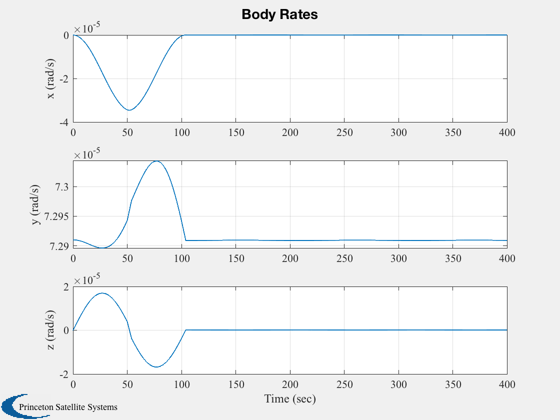 Body Rates
×10^-5
0
-2
-4
x (rad/s)
0 50 100 150 200 250 300 350 400
×10^-5
7.3
7.295
7.29
y (rad/s)
0 50 100 150 200 250 300 350 400
×10^-5
2
0
-2
z (rad/s)
0 50 100 150 200 250 300 350 400
Time (sec)
Princeton Satellite Systems